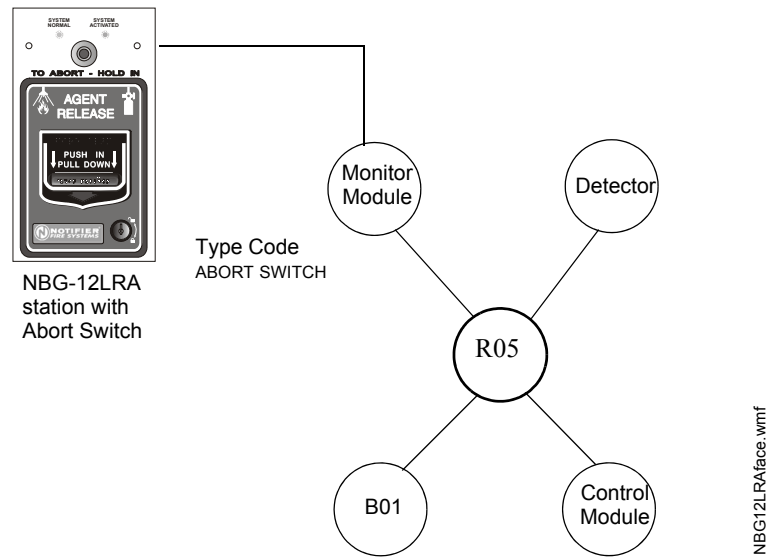 SYSTEM NORMAL
SYSTEM ACTIVATED
TO ABORT - HOLD IN
AGENT
RELEASE
PUSH IN
PULL DOWN
NOTIFIER
FIRE SYSTEMS
NBG-12LRA
station with
Abort Switch
Type Code
ABORT SWITCH
Monitor
Module
Detector
R05
B01
Control
Module
NBG12LRAface.wmf